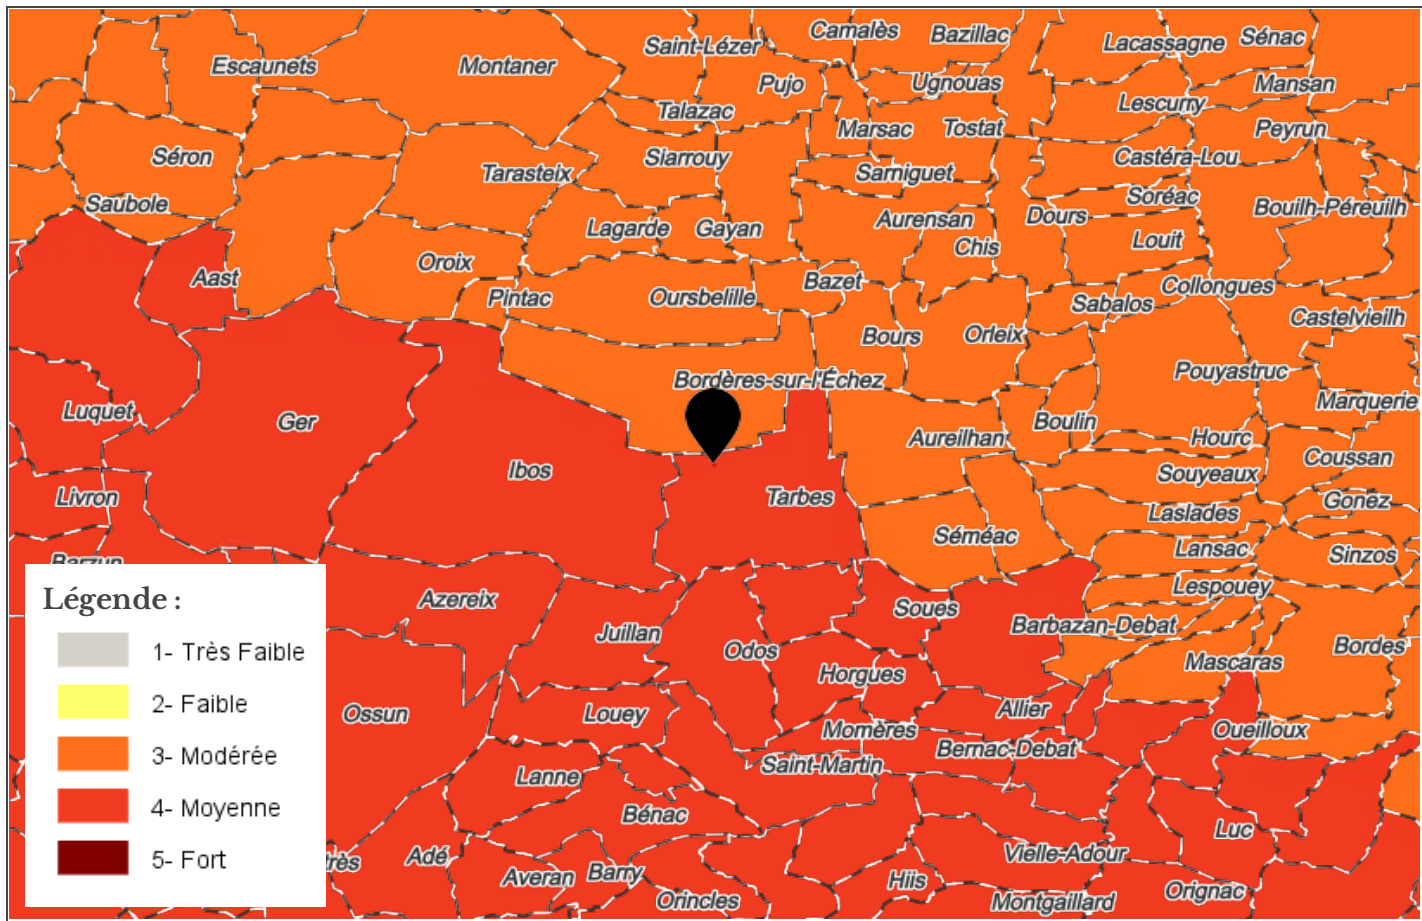 Camalès
Bazillac
Saint-Lézer
Lacassagne
Sénac
Escaunets
Montaner
Pujo
Ugnouas
Mansan
Talazac
Lescurry
Marsac
Tostat
Peyrun
Séron
Siarrouy
Castéra-Lou
Tarasteix
Sarniguet
Saubole
Soréac
Bouilh-Péreuilh
Lagarde
Gayan
Aurensan
Dours
Chis
Louit
Aast
Oroix
Bazet
Collongues
Pintac
Oursbelille
Sabalos
Castelvieilh
Bours
Orleix
Bordères-sur-l'Échez
Pouyastruc
Luquet
Ger
Boulin
Marquerie
Aureilhan
Hourc
Ibos
Coussan
Souyeaux
Livron
Tarbes
Gonez
Laslades
Séméac
Lansac
Sinzos
Barzun
Lespouey
Azereix
Soues
Juillan
Barbazan-Debat
Odos
Bordes
Horgues
Mascaras
Ossun
Louey
Allier
Momères
Oueilloux
Bernac-Debat
Saint-Martin
Lanne
Bénac
Luc
Adé
Vielle-Adour
Averan
Barry
Hiis
Orincles
Montgaillard
Orignac
Légende :
1- Très Faible
2- Faible
3- Modérée
4- Moyenne
5- Fort